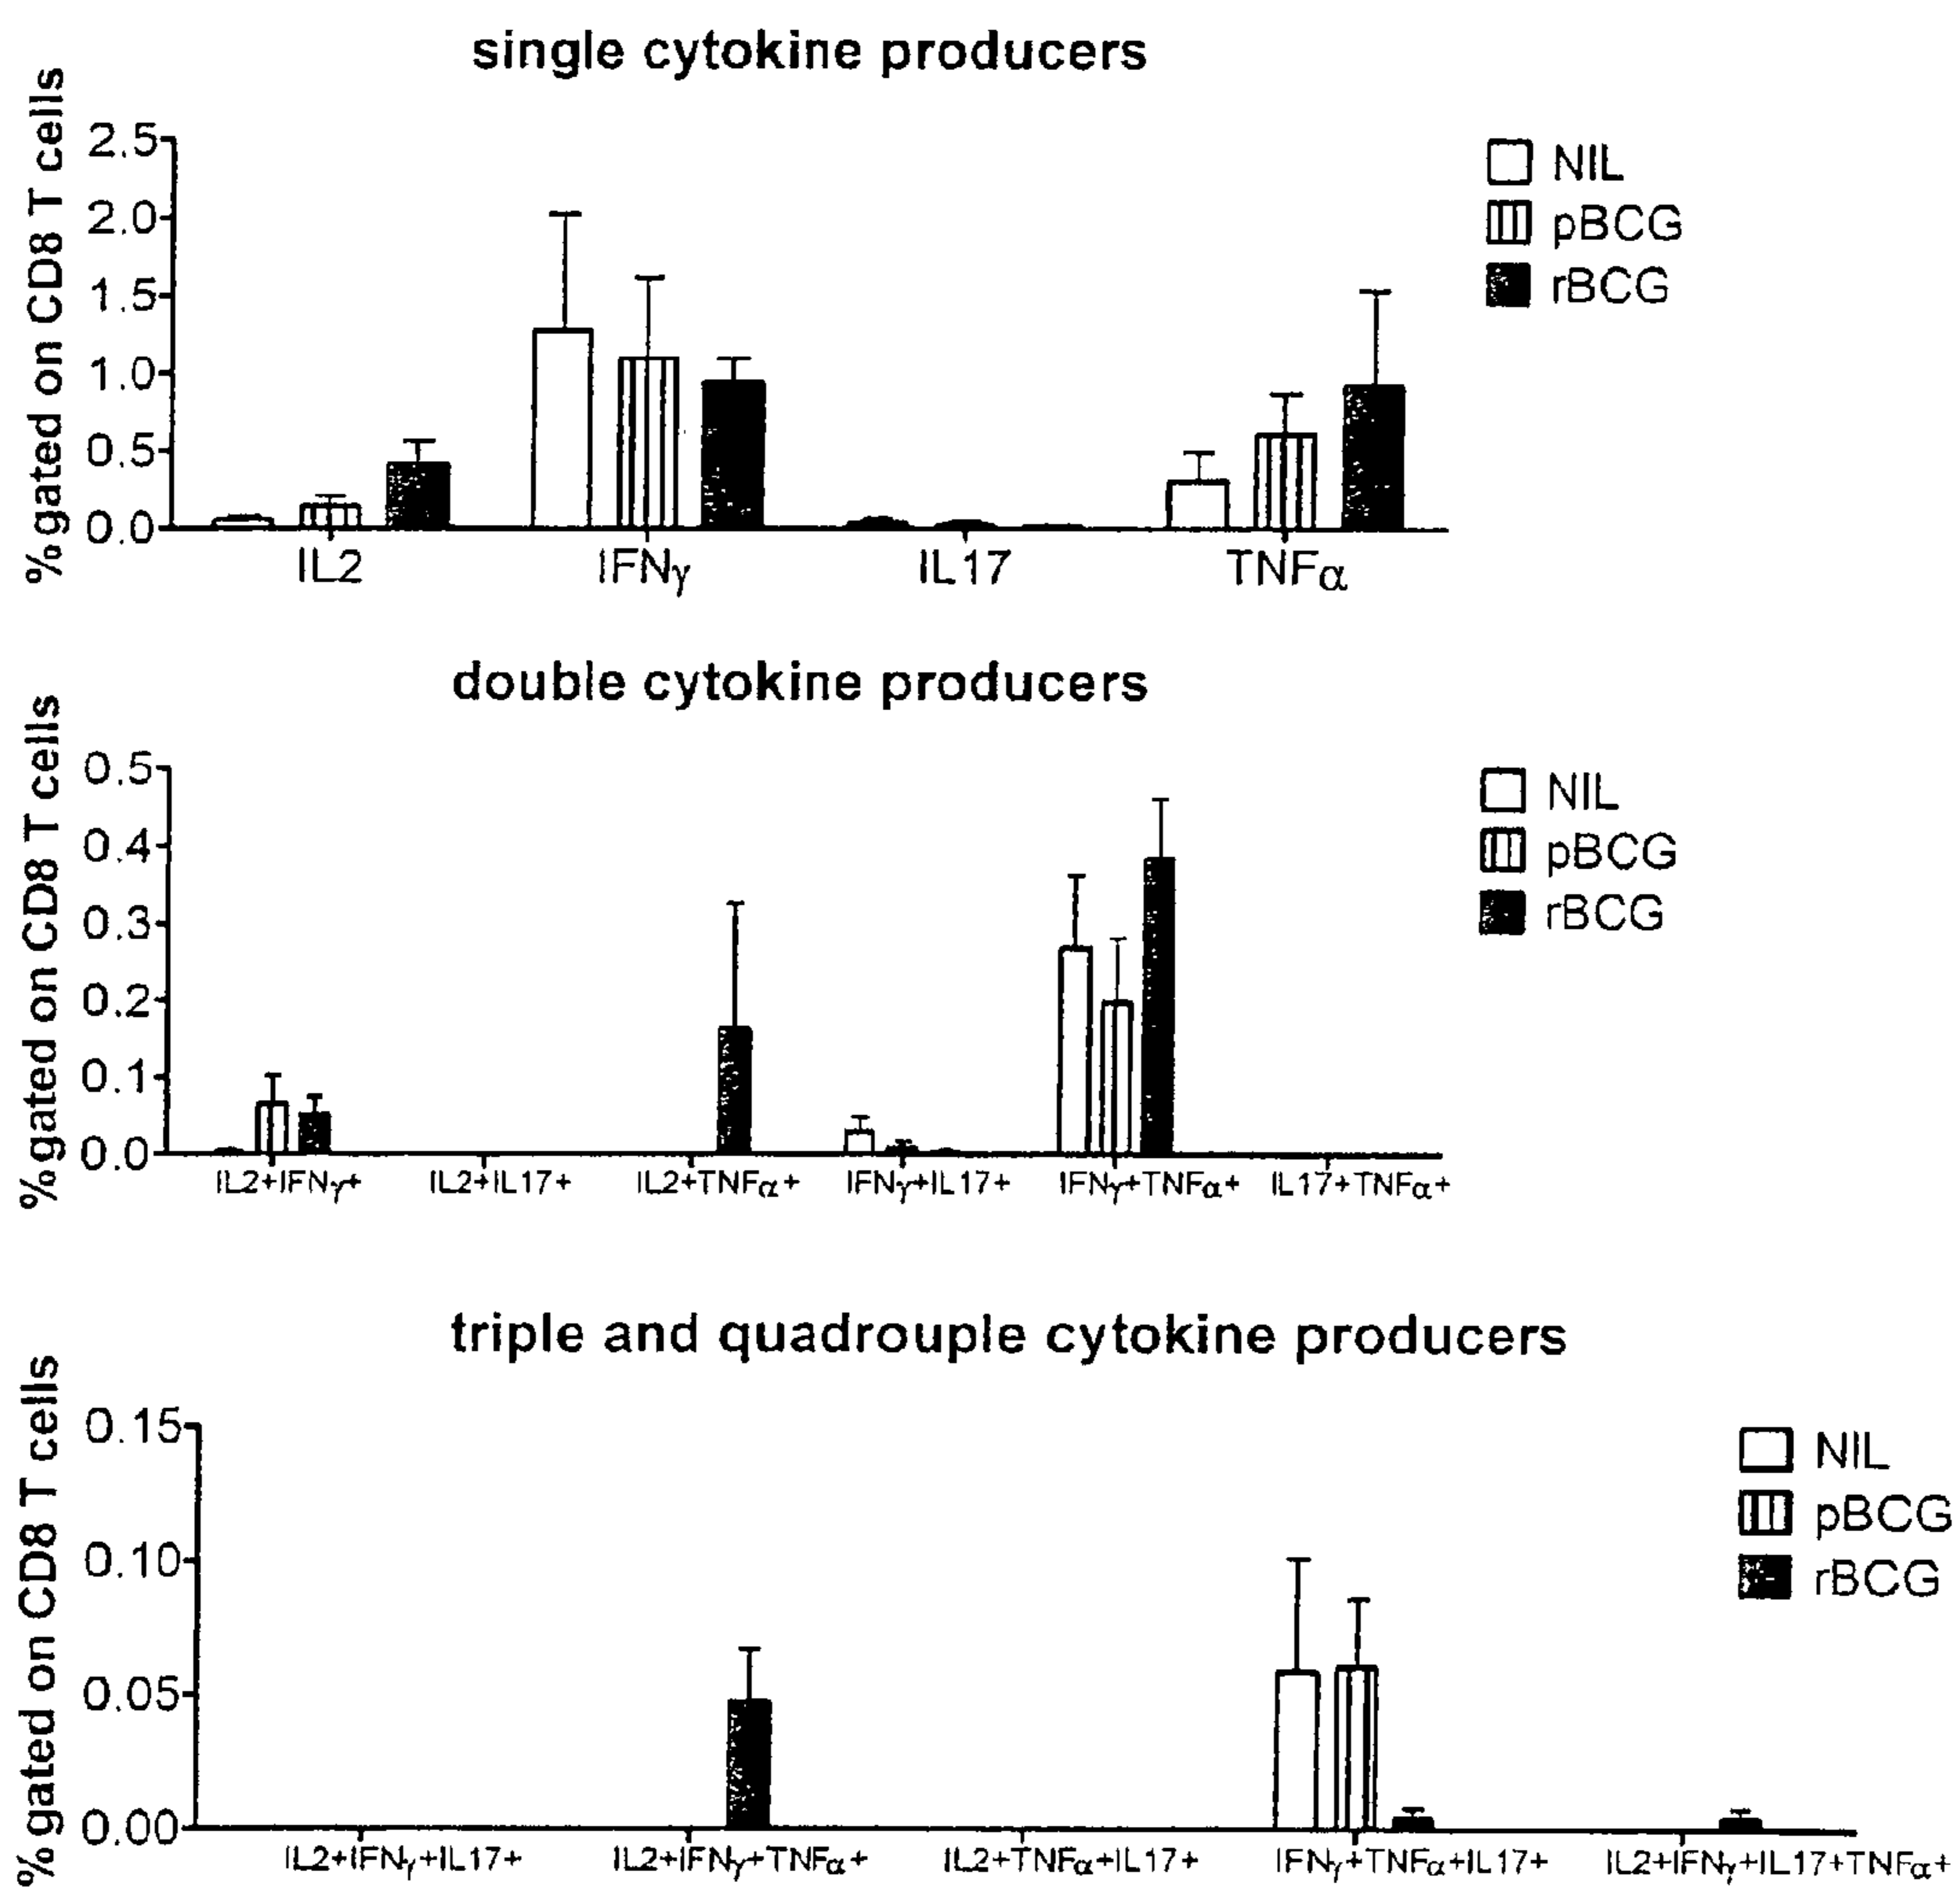 single cytokine producers
%gated on CD8 T cells
2.5
2.0
1.5
1.0
0.5
0.0
IL2 IFNγ IL17 TNFα
NIL
pBCG
rBCG
double cytokine producers
%gated on CD8 T cells
0.5
0.4
0.3
0.2
0.1
0.0
IL2+IFNγ+ IL2+IL17+ IL2+TNFα+ IFNγ+IL17+ IFNγ+TNFα+ IL17+TNFα+
NIL
pBCG
rBCG
triple and quadrouple cytokine producers
%gated on CD8 T cells
0.15
0.10
0.05
0.00
IL2+IFNγ+IL17+ IL2+IFNγ+TNFα+ IL2+TNFα+IL17+ IFNγ+TNFα+IL17+ IL2+IFNγ+IL17+TNFα+
NIL
pBCG
rBCG